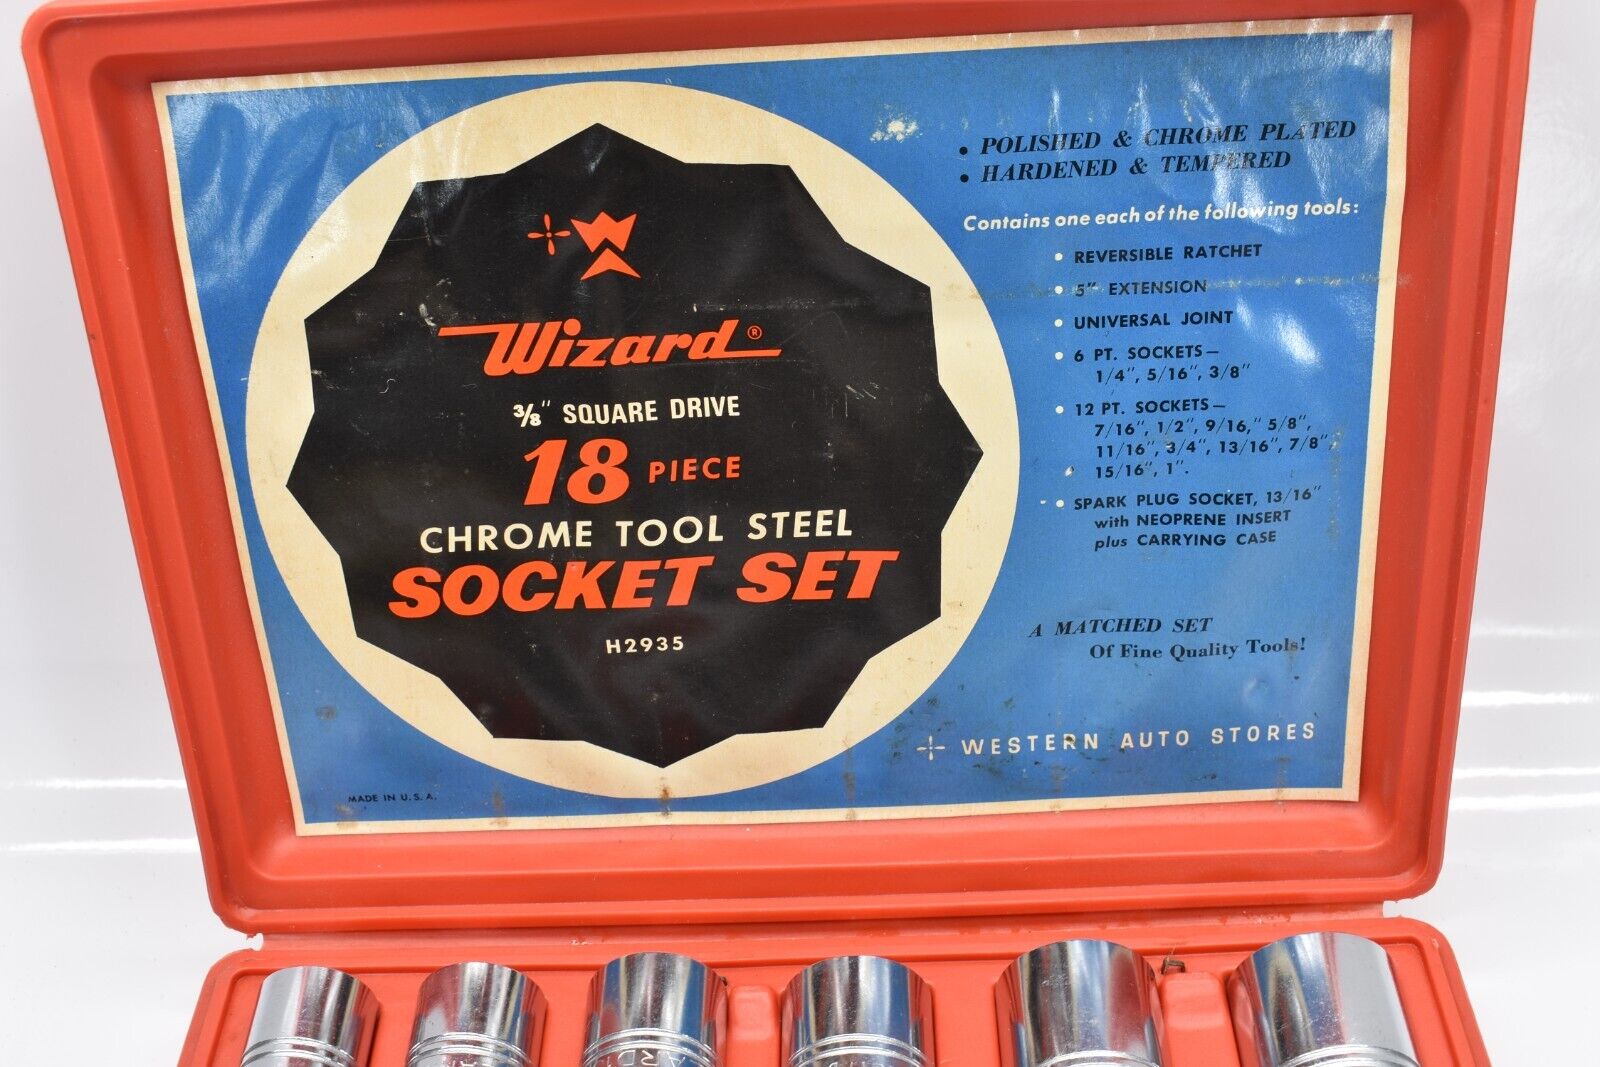 Wizard®
3/8" SQUARE DRIVE
18 PIECE
CHROME TOOL STEEL
SOCKET SET
H2935
MADE IN U.S.A.
• POLISHED & CHROME PLATED
• HARDENED & TEMPERED
Contains one each of the following tools:
• REVERSIBLE RATCHET
• 5" EXTENSION
• UNIVERSAL JOINT
• 6 PT. SOCKETS—
1/4", 5/16", 3/8"
• 12 PT. SOCKETS—
7/16", 1/2", 9/16," 5/8",
11/16", 3/4", 13/16", 7/8",
15/16", 1".
• SPARK PLUG SOCKET, 13/16"
with NEOPRENE INSERT
plus CARRYING CASE
A MATCHED SET
Of Fine Quality Tools!
WESTERN AUTO STORES